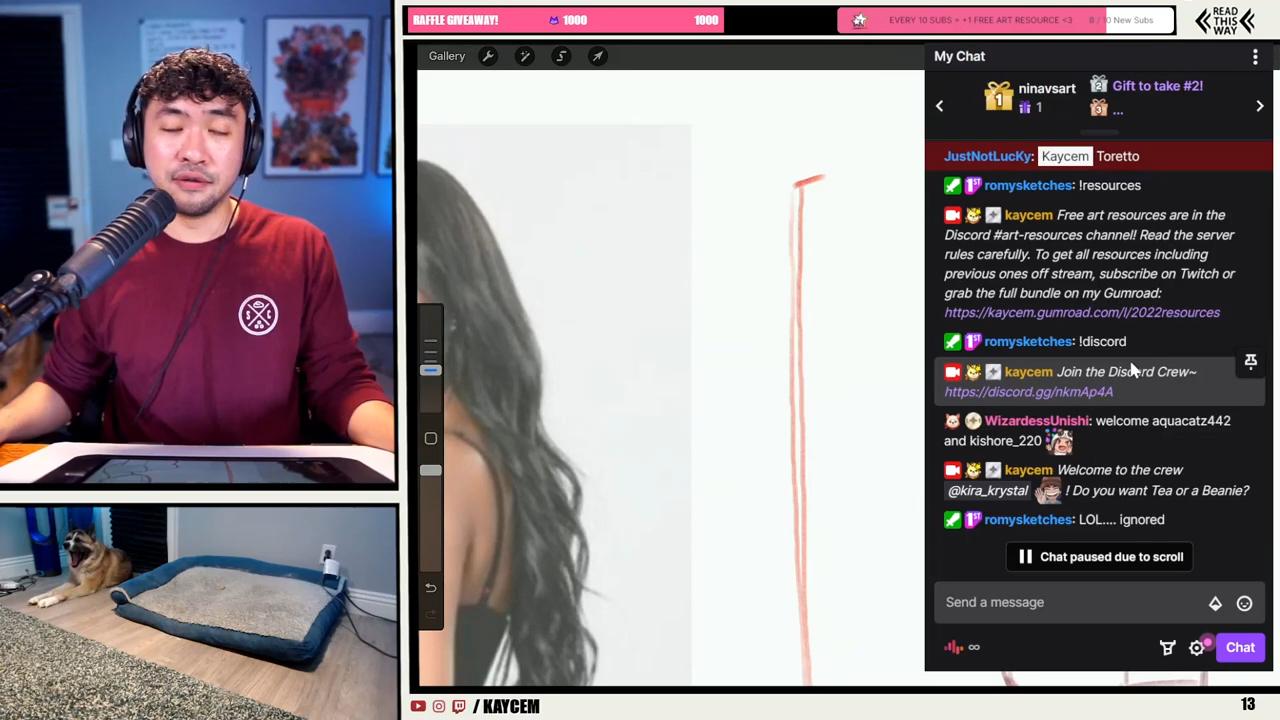 RAFFLE GIVEAWAY! 1000 1000
EVERY 10 SUBS = +1 FREE ART RESOURCE <3 8 / 10 New Subs
READ
THIS
WAY
Gallery
My Chat
1 ninavsart
1
2 Gift to take #2!
3 ...
JustNotLucKy: Kaycem Toretto
romysketches: !resources
kaycem Free art resources are in the
Discord #art-resources channel! Read the server
rules carefully. To get all resources including
previous ones off stream, subscribe on Twitch or
grab the full bundle on my Gumroad:
https://kaycem.gumroad.com/l/2022resources
romysketches: !discord
kaycem Join the Discord Crew~
https://discord.gg/nkmAp4A
WizardessUnishi: welcome aquacatz442
and kishore_220
kaycem Welcome to the crew
@kira_krystal ! Do you want Tea or a Beanie?
romysketches: LOL.... ignored
Chat paused due to scroll
Send a message
∞
Chat
/ KAYCEM
13